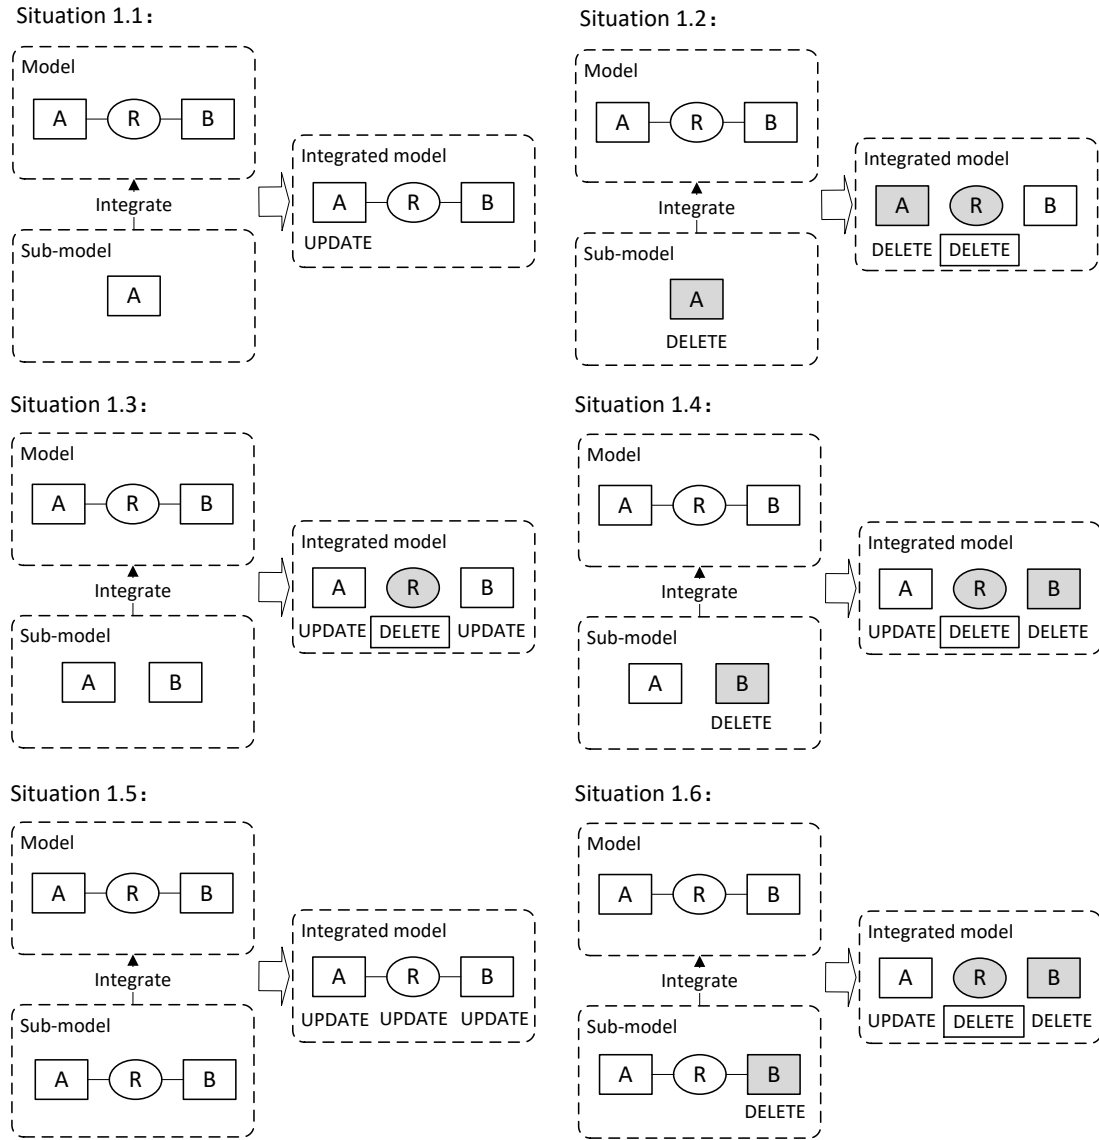 Situation 1.1:
Model
A R B
Integrate
Sub-model
A
Integrated model
A R B
UPDATE
Situation 1.2:
Model
A R B
Integrate
Sub-model
A
DELETE
Integrated model
A R B
DELETE DELETE
Situation 1.3:
Model
A R B
Integrate
Sub-model
A B
Integrated model
A R B
UPDATE DELETE UPDATE
Situation 1.4:
Model
A R B
Integrate
Sub-model
A B
DELETE
Integrated model
A R B
UPDATE DELETE DELETE
Situation 1.5:
Model
A R B
Integrate
Sub-model
A R B
Integrated model
A R B
UPDATE UPDATE UPDATE
Situation 1.6:
Model
A R B
Integrate
Sub-model
A R B
DELETE
Integrated model
A R B
UPDATE DELETE DELETE